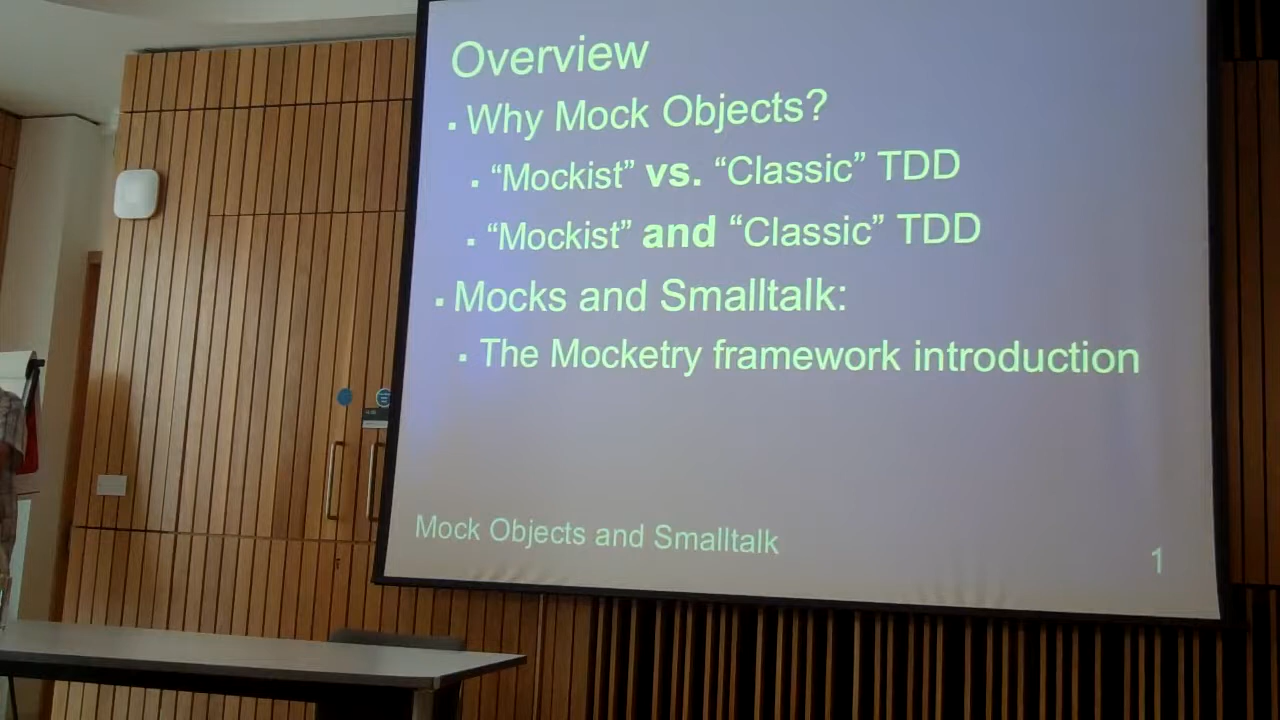 Overview
▪ Why Mock Objects?
▪ “Mockist” vs. “Classic” TDD
▪ “Mockist” and “Classic” TDD
▪ Mocks and Smalltalk:
▪ The Mocketry framework introduction
Mock Objects and Smalltalk
1